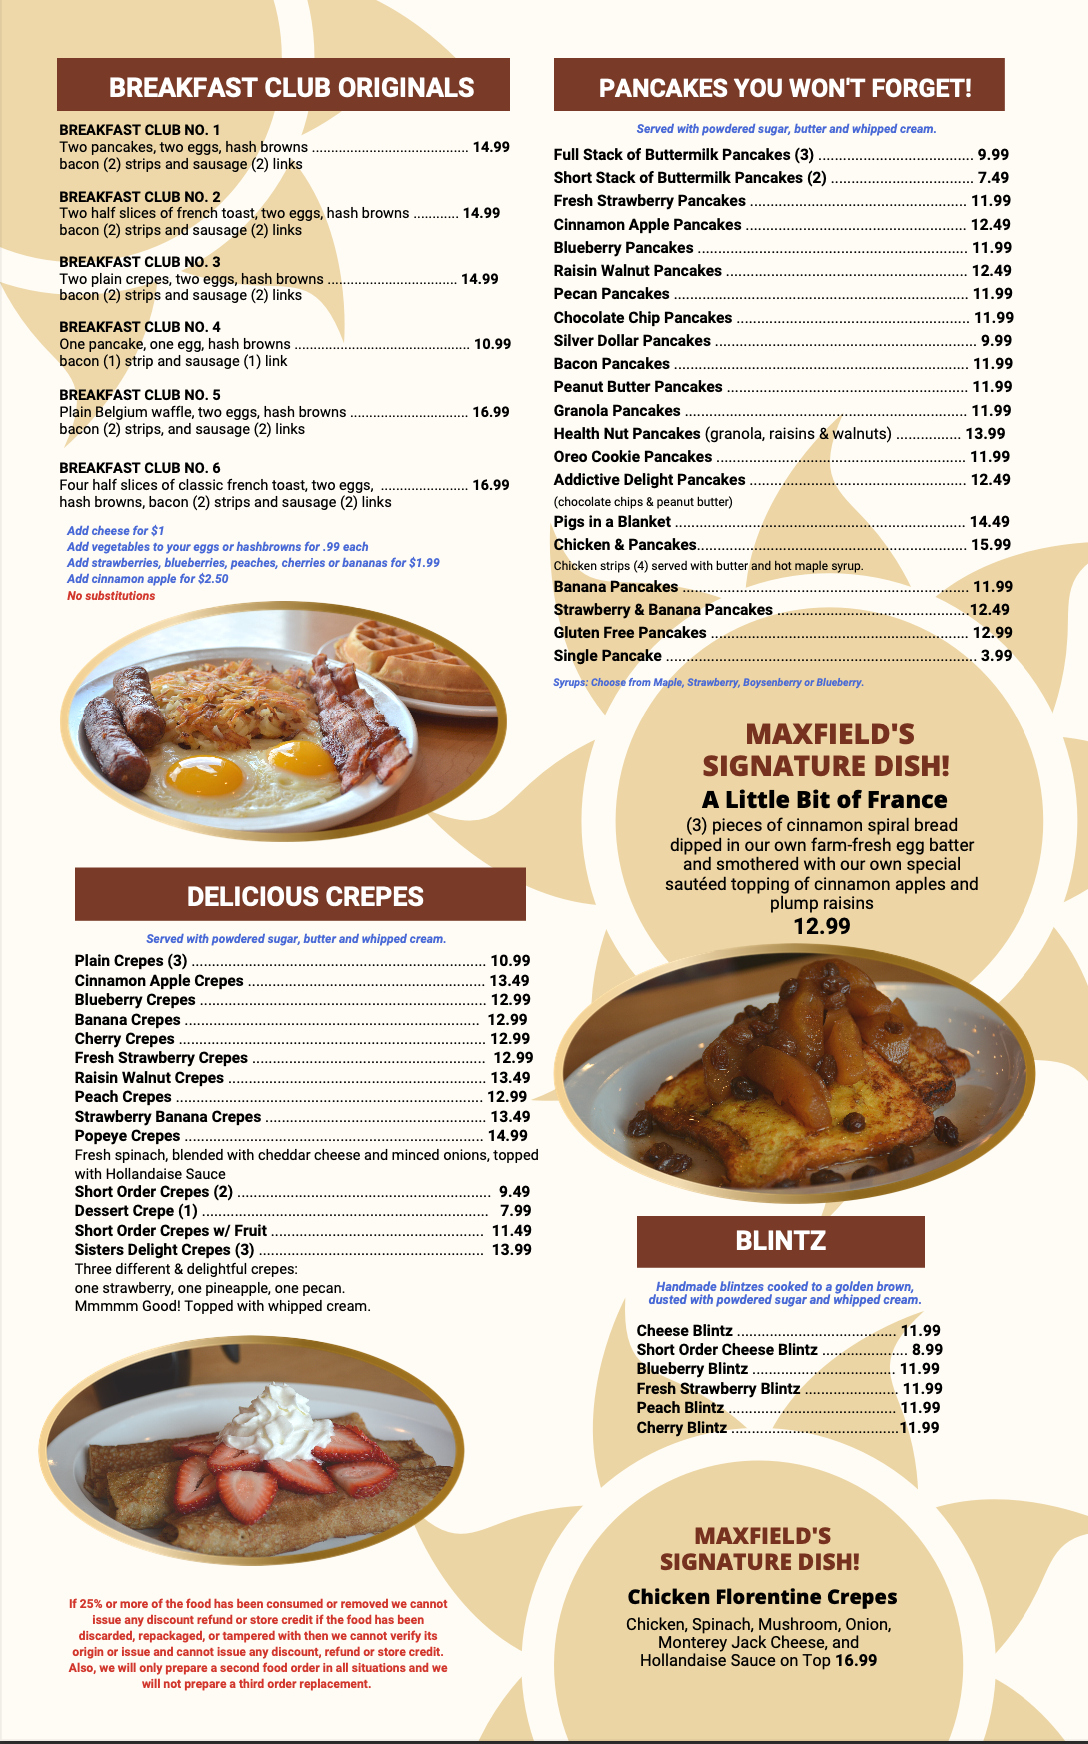 BREAKFAST CLUB ORIGINALS
BREAKFAST CLUB NO. 1
Two pancakes, two eggs, hash browns ...................................... 14.99
bacon (2) strips and sausage (2) links
BREAKFAST CLUB NO. 2
Two half slices of french toast, two eggs, hash browns ........... 14.99
bacon (2) strips and sausage (2) links
BREAKFAST CLUB NO. 3
Two plain crepes, two eggs, hash browns ................................ 14.99
bacon (2) strips and sausage (2) links
BREAKFAST CLUB NO. 4
One pancake, one egg, hash browns ........................................... 10.99
bacon (1) strip and sausage (1) link
BREAKFAST CLUB NO. 5
Plain Belgium waffle, two eggs, hash browns ............................. 16.99
bacon (2) strips, and sausage (2) links
BREAKFAST CLUB NO. 6
Four half slices of classic french toast, two eggs, ...................... 16.99
hash browns, bacon (2) strips and sausage (2) links
Add cheese for $1
Add vegetables to your eggs or hashbrowns for .99 each
Add strawberries, blueberries, peaches, cherries or bananas for $1.99
Add cinnamon apple for $2.50
No substitutions
DELICIOUS CREPES
Served with powdered sugar, butter and whipped cream.
Plain Crepes (3) ........................................................................ 10.99
Cinnamon Apple Crepes .......................................................... 13.49
Blueberry Crepes ...................................................................... 12.99
Banana Crepes ........................................................................ 12.99
Cherry Crepes ........................................................................... 12.99
Fresh Strawberry Crepes ......................................................... 12.99
Raisin Walnut Crepes ............................................................... 13.49
Peach Crepes ............................................................................ 12.99
Strawberry Banana Crepes ...................................................... 13.49
Popeye Crepes ......................................................................... 14.99
Fresh spinach, blended with cheddar cheese and minced onions, topped
with Hollandaise Sauce
Short Order Crepes (2) .............................................................. 9.49
Dessert Crepe (1) ...................................................................... 7.99
Short Order Crepes w/ Fruit .................................................... 11.49
Sisters Delight Crepes (3) ....................................................... 13.99
Three different & delightful crepes:
one strawberry, one pineapple, one pecan.
Mmmmm Good! Topped with whipped cream.
If 25% or more of the food has been consumed or removed we cannot
issue any discount refund or store credit if the food has been
discarded, repackaged, or tampered with then we cannot verify its
origin or issue and cannot issue any discount, refund or store credit.
Also, we will only prepare a second food order in all situations and we
will not prepare a third order replacement.
PANCAKES YOU WON'T FORGET!
Served with powdered sugar, butter and whipped cream.
Full Stack of Buttermilk Pancakes (3) ...................................... 9.99
Short Stack of Buttermilk Pancakes (2) ................................... 7.49
Fresh Strawberry Pancakes ...................................................... 11.99
Cinnamon Apple Pancakes ....................................................... 12.49
Blueberry Pancakes .................................................................. 11.99
Raisin Walnut Pancakes ........................................................... 12.49
Pecan Pancakes ........................................................................ 11.99
Chocolate Chip Pancakes ......................................................... 11.99
Silver Dollar Pancakes ................................................................ 9.99
Bacon Pancakes ........................................................................ 11.99
Peanut Butter Pancakes ........................................................... 11.99
Granola Pancakes ..................................................................... 11.99
Health Nut Pancakes (granola, raisins & walnuts) ................ 13.99
Oreo Cookie Pancakes .............................................................. 11.99
Addictive Delight Pancakes ...................................................... 12.49
(chocolate chips & peanut butter)
Pigs in a Blanket ....................................................................... 14.49
Chicken & Pancakes.................................................................. 15.99
Chicken strips (4) served with butter and hot maple syrup.
Banana Pancakes ...................................................................... 11.99
Strawberry & Banana Pancakes ...............................................12.49
Gluten Free Pancakes ............................................................... 12.99
Single Pancake ............................................................................ 3.99
Syrups: Choose from Maple, Strawberry, Boysenberry or Blueberry.
MAXFIELD'S
SIGNATURE DISH!
A Little Bit of France
(3) pieces of cinnamon spiral bread
dipped in our own farm-fresh egg batter
and smothered with our own special
sautéed topping of cinnamon apples and
plump raisins
12.99
BLINTZ
Handmade blintzes cooked to a golden brown,
dusted with powdered sugar and whipped cream.
Cheese Blintz ....................................... 11.99
Short Order Cheese Blintz ..................... 8.99
Blueberry Blintz .................................... 11.99
Fresh Strawberry Blintz ....................... 11.99
Peach Blintz ......................................... 11.99
Cherry Blintz .........................................11.99
MAXFIELD'S
SIGNATURE DISH!
Chicken Florentine Crepes
Chicken, Spinach, Mushroom, Onion,
Monterey Jack Cheese, and
Hollandaise Sauce on Top 16.99